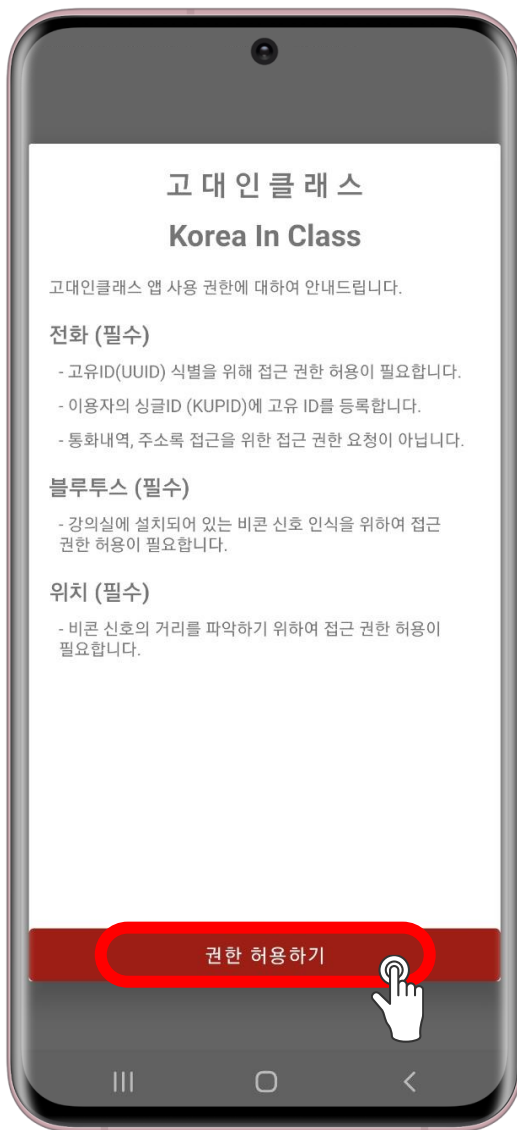 고대인클래스
Korea In Class
고대인클래스 앱 사용 권한에 대하여 안내드립니다.
전화 (필수)
- 고유ID(UUID) 식별을 위해 접근 권한 허용이 필요합니다.
- 이용자의 싱글ID (KUPID)에 고유 ID를 등록합니다.
- 통화내역, 주소록 접근을 위한 접근 권한 요청이 아닙니다.
블루투스 (필수)
- 강의실에 설치되어 있는 비콘 신호 인식을 위하여 접근
권한 허용이 필요합니다.
위치 (필수)
- 비콘 신호의 거리를 파악하기 위하여 접근 권한 허용이
필요합니다.
권한 허용하기